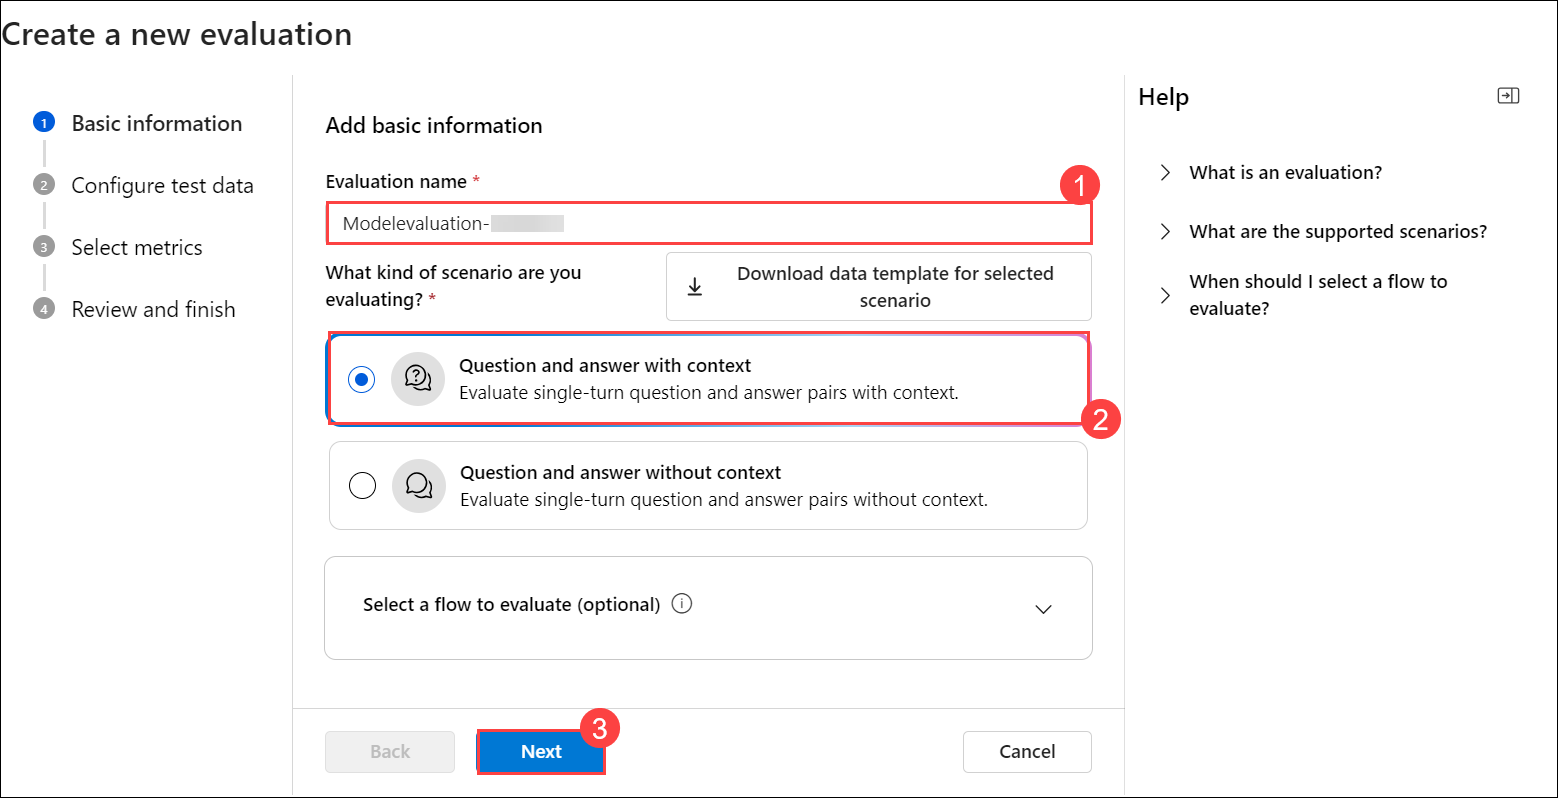 Create a new evaluation
1 Basic information
2 Configure test data
3 Select metrics
4 Review and finish
Add basic information
Evaluation name *
1
Modelevaluation-
What kind of scenario are you
evaluating? *
Download data template for selected
scenario
Question and answer with context
Evaluate single-turn question and answer pairs with context.
2
Question and answer without context
Evaluate single-turn question and answer pairs without context.
Select a flow to evaluate (optional)
3
Back
Next
Cancel
Help
What is an evaluation?
What are the supported scenarios?
When should I select a flow to
evaluate?